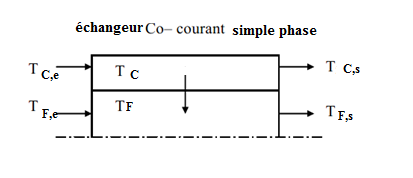 échangeur Co– courant simple phase
T C,e T C T C,s
T F,e TF T F,s